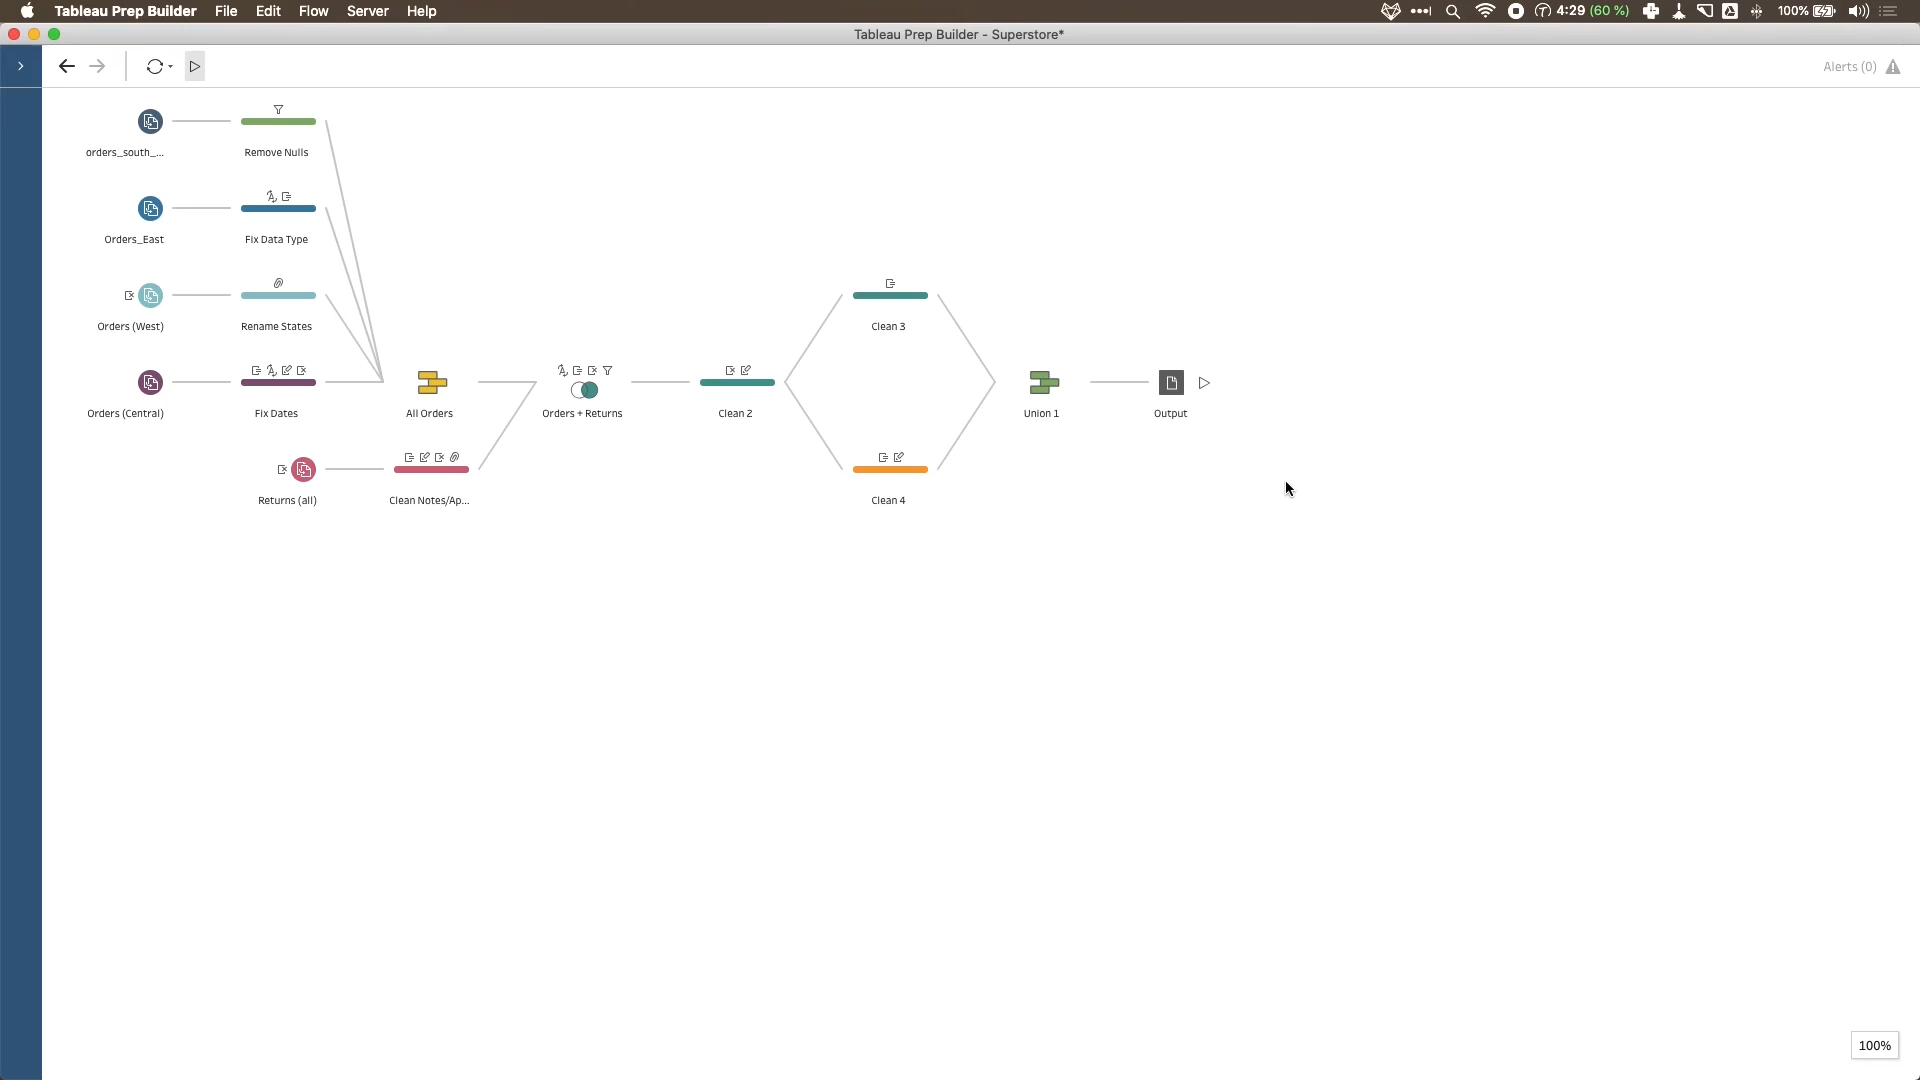 Tableau Prep Builder File Edit Flow Server Help 4:29 (60 %) 100%
Tableau Prep Builder - Superstore*
Alerts (0)
orders_south_... Remove Nulls
Orders_East Fix Data Type
Orders (West) Rename States Clean 3
Orders (Central) Fix Dates All Orders Orders + Returns Clean 2 Union 1 Output
Returns (all) Clean Notes/Ap... Clean 4
100%